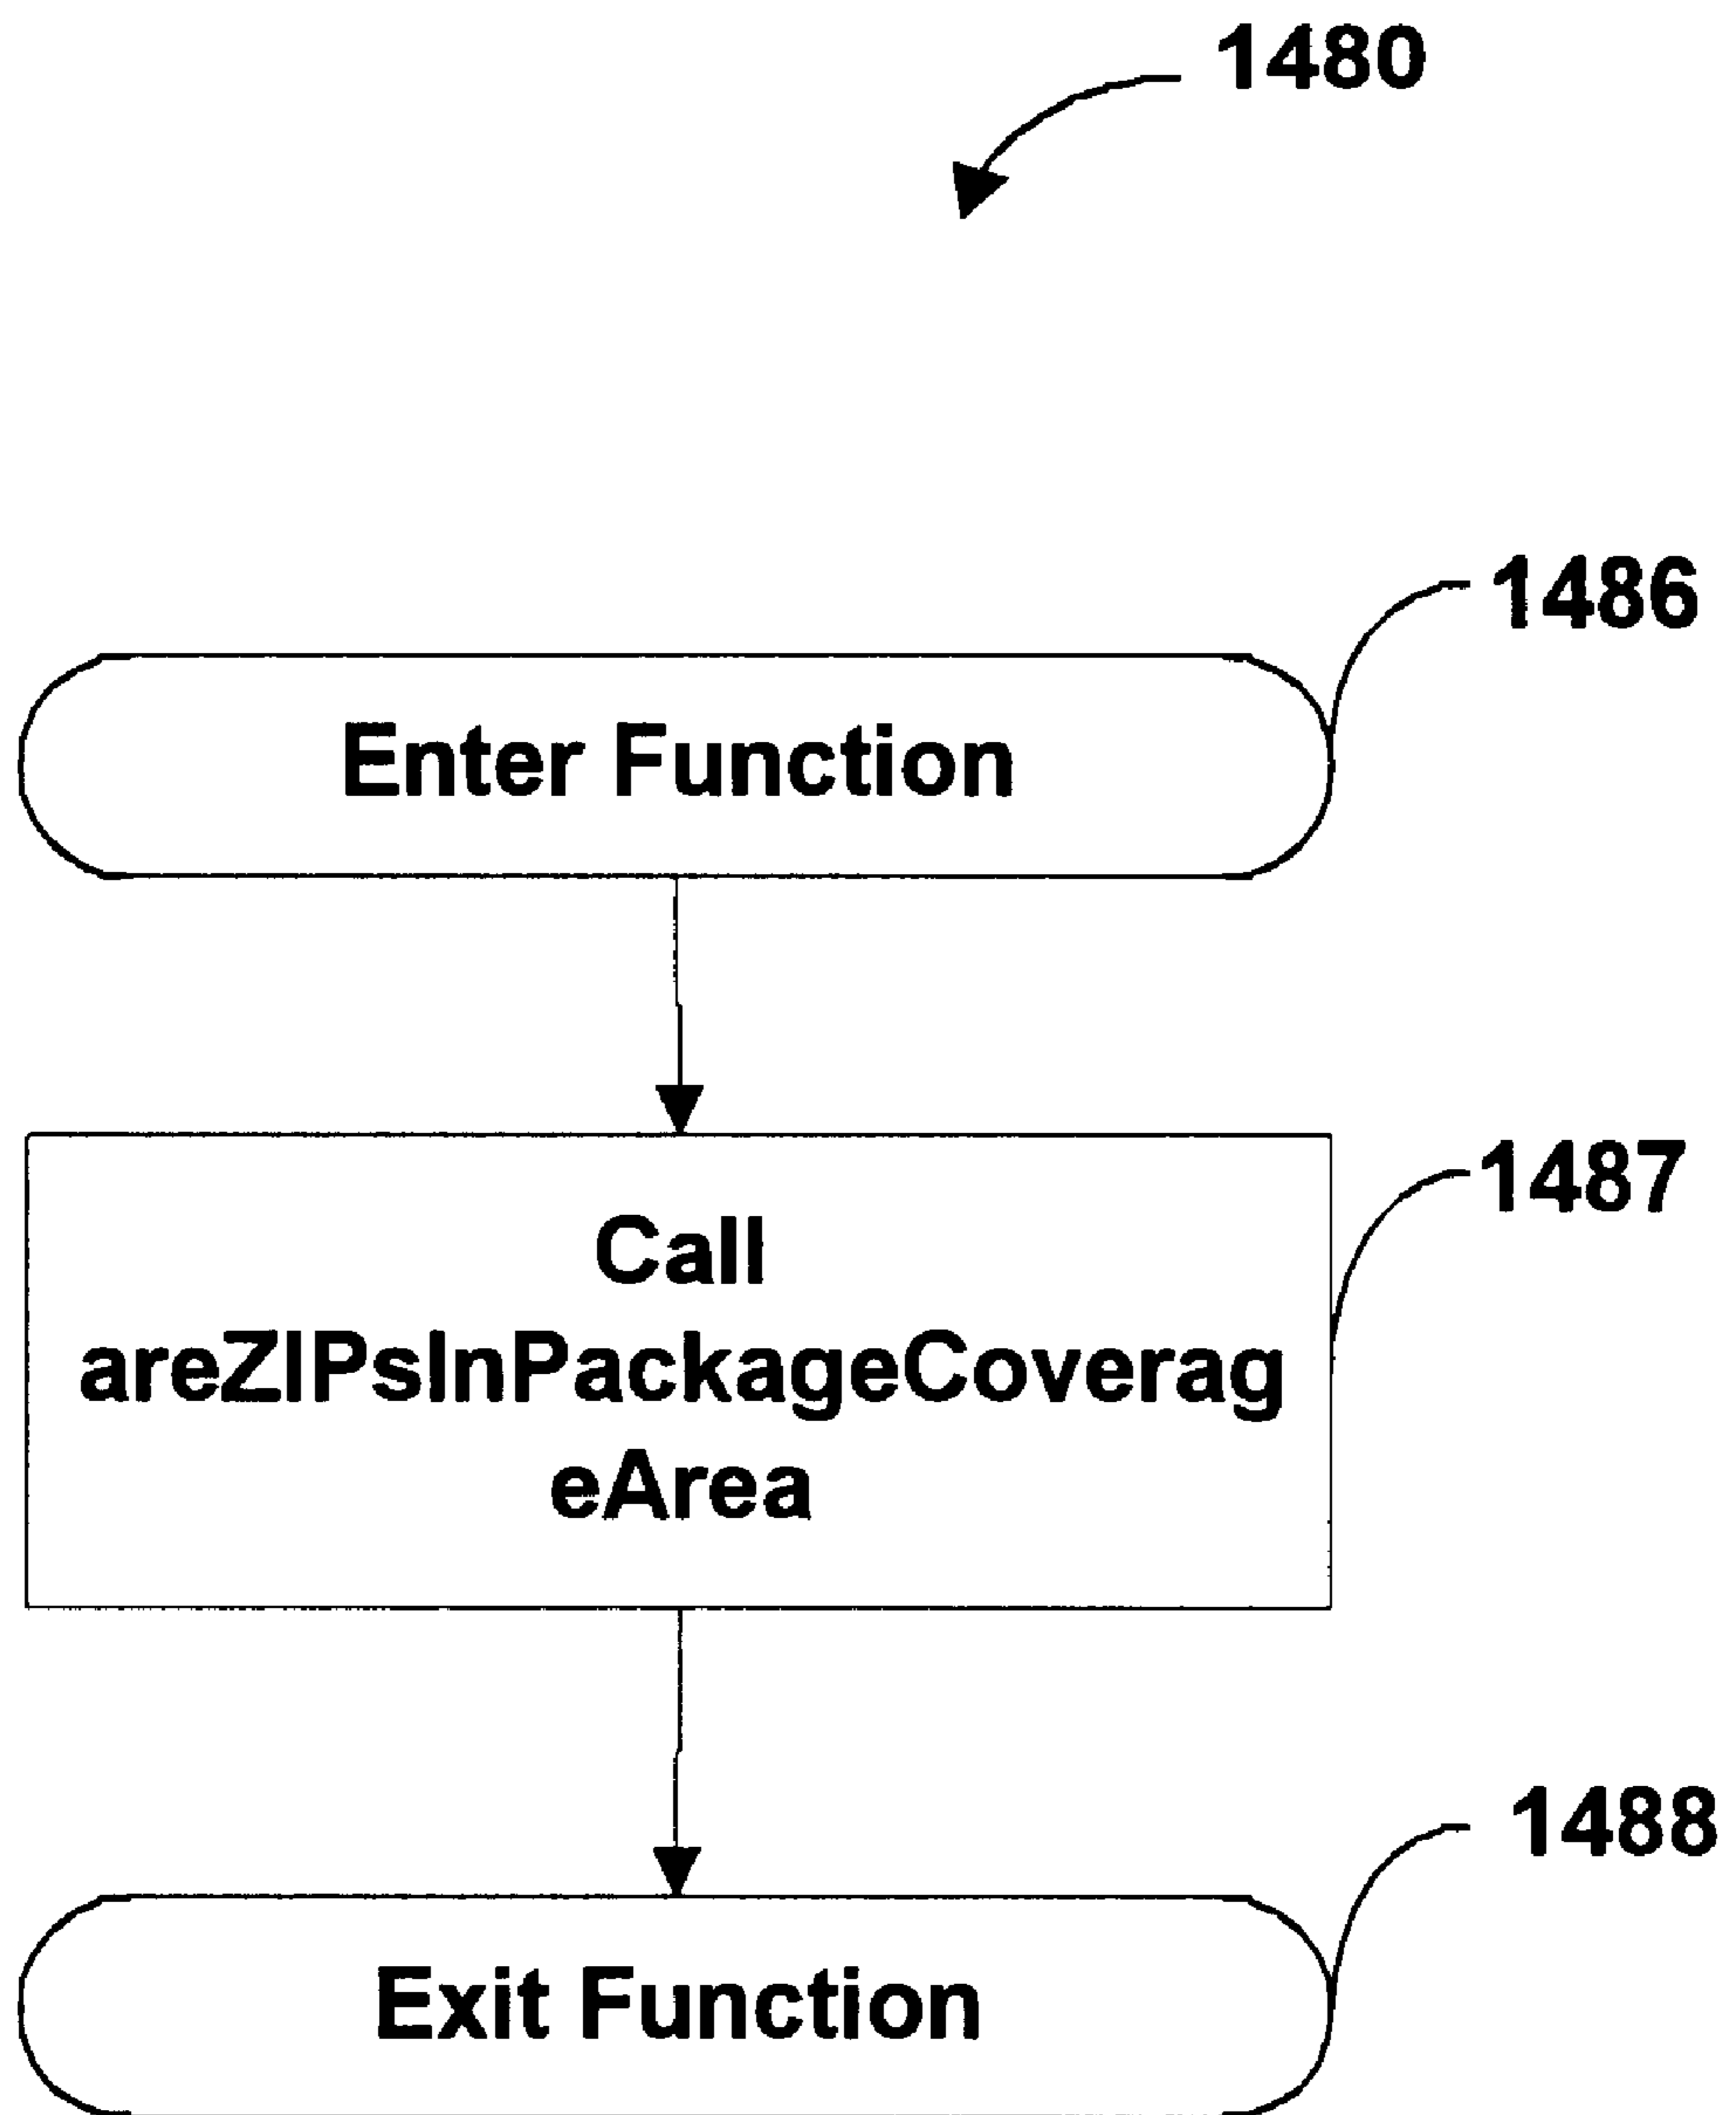 1480
1486
Enter Function
1487
Call
areZIPsInPackageCoverag
eArea
1488
Exit Function